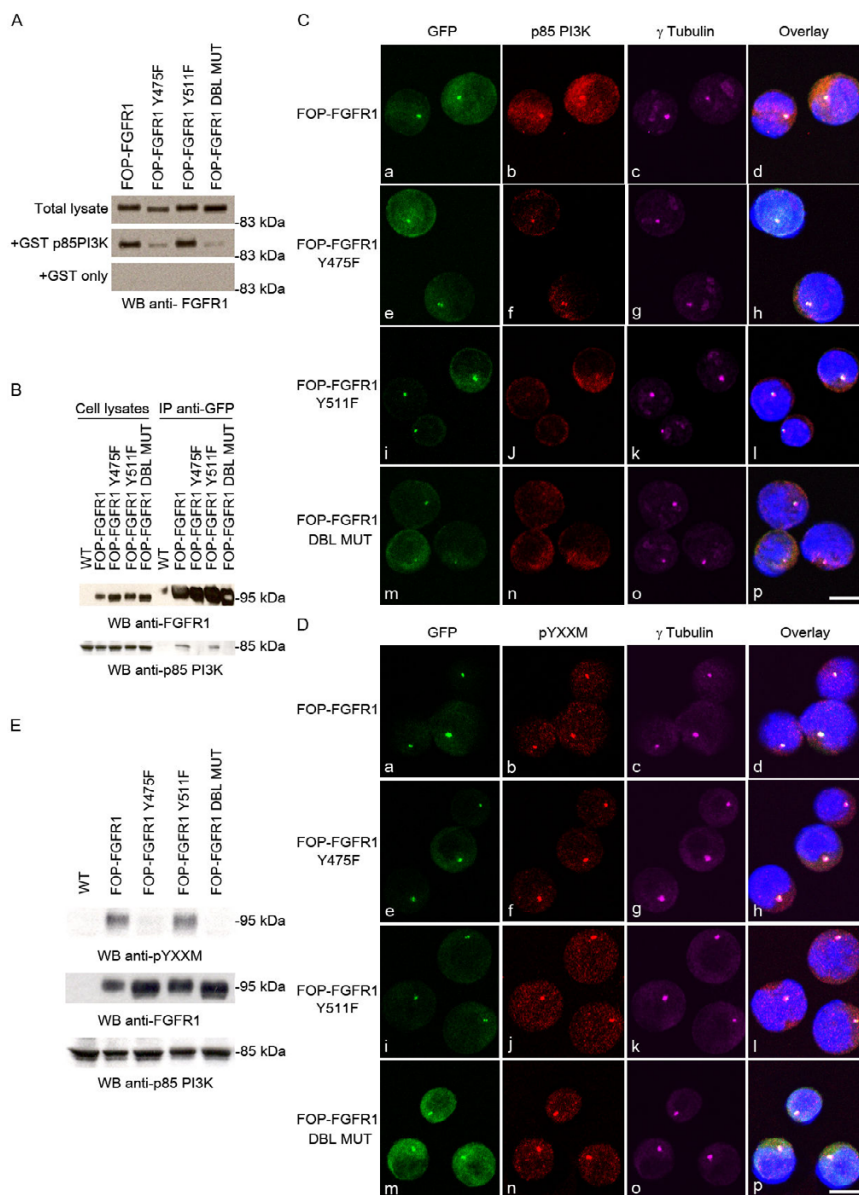 A
FOP-FGFR1
FOP-FGFR1 Y475F
FOP-FGFR1 Y511F
FOP-FGFR1 DBL MUT
Total lysate
-83 kDa
+GST p85PI3K
-83 kDa
+GST only
-83 kDa
WB anti- FGFR1
B
Cell lysates
IP anti-GFP
WT
FOP-FGFR1
FOP-FGFR1 Y475F
FOP-FGFR1 Y511F
FOP-FGFR1 DBL MUT
WT
FOP-FGFR1
FOP-FGFR1 Y475F
FOP-FGFR1 Y511F
FOP-FGFR1 DBL MUT
-95 kDa
WB anti-FGFR1
-85 kDa
WB anti-p85 PI3K
E
WT
FOP-FGFR1
FOP-FGFR1 Y475F
FOP-FGFR1 Y511F
FOP-FGFR1 DBL MUT
-95 kDa
WB anti-pYXXM
-95 kDa
WB anti-FGFR1
-85 kDa
WB anti-p85 PI3K
C
GFP
p85 PI3K
γ Tubulin
Overlay
FOP-FGFR1
a
b
c
d
FOP-FGFR1
Y475F
e
f
g
h
FOP-FGFR1
Y511F
i
J
k
l
FOP-FGFR1
DBL MUT
m
n
o
p
D
GFP
pYXXM
γ Tubulin
Overlay
FOP-FGFR1
a
b
c
d
FOP-FGFR1
Y475F
e
f
g
h
FOP-FGFR1
Y511F
i
j
k
l
FOP-FGFR1
DBL MUT
m
n
o
p